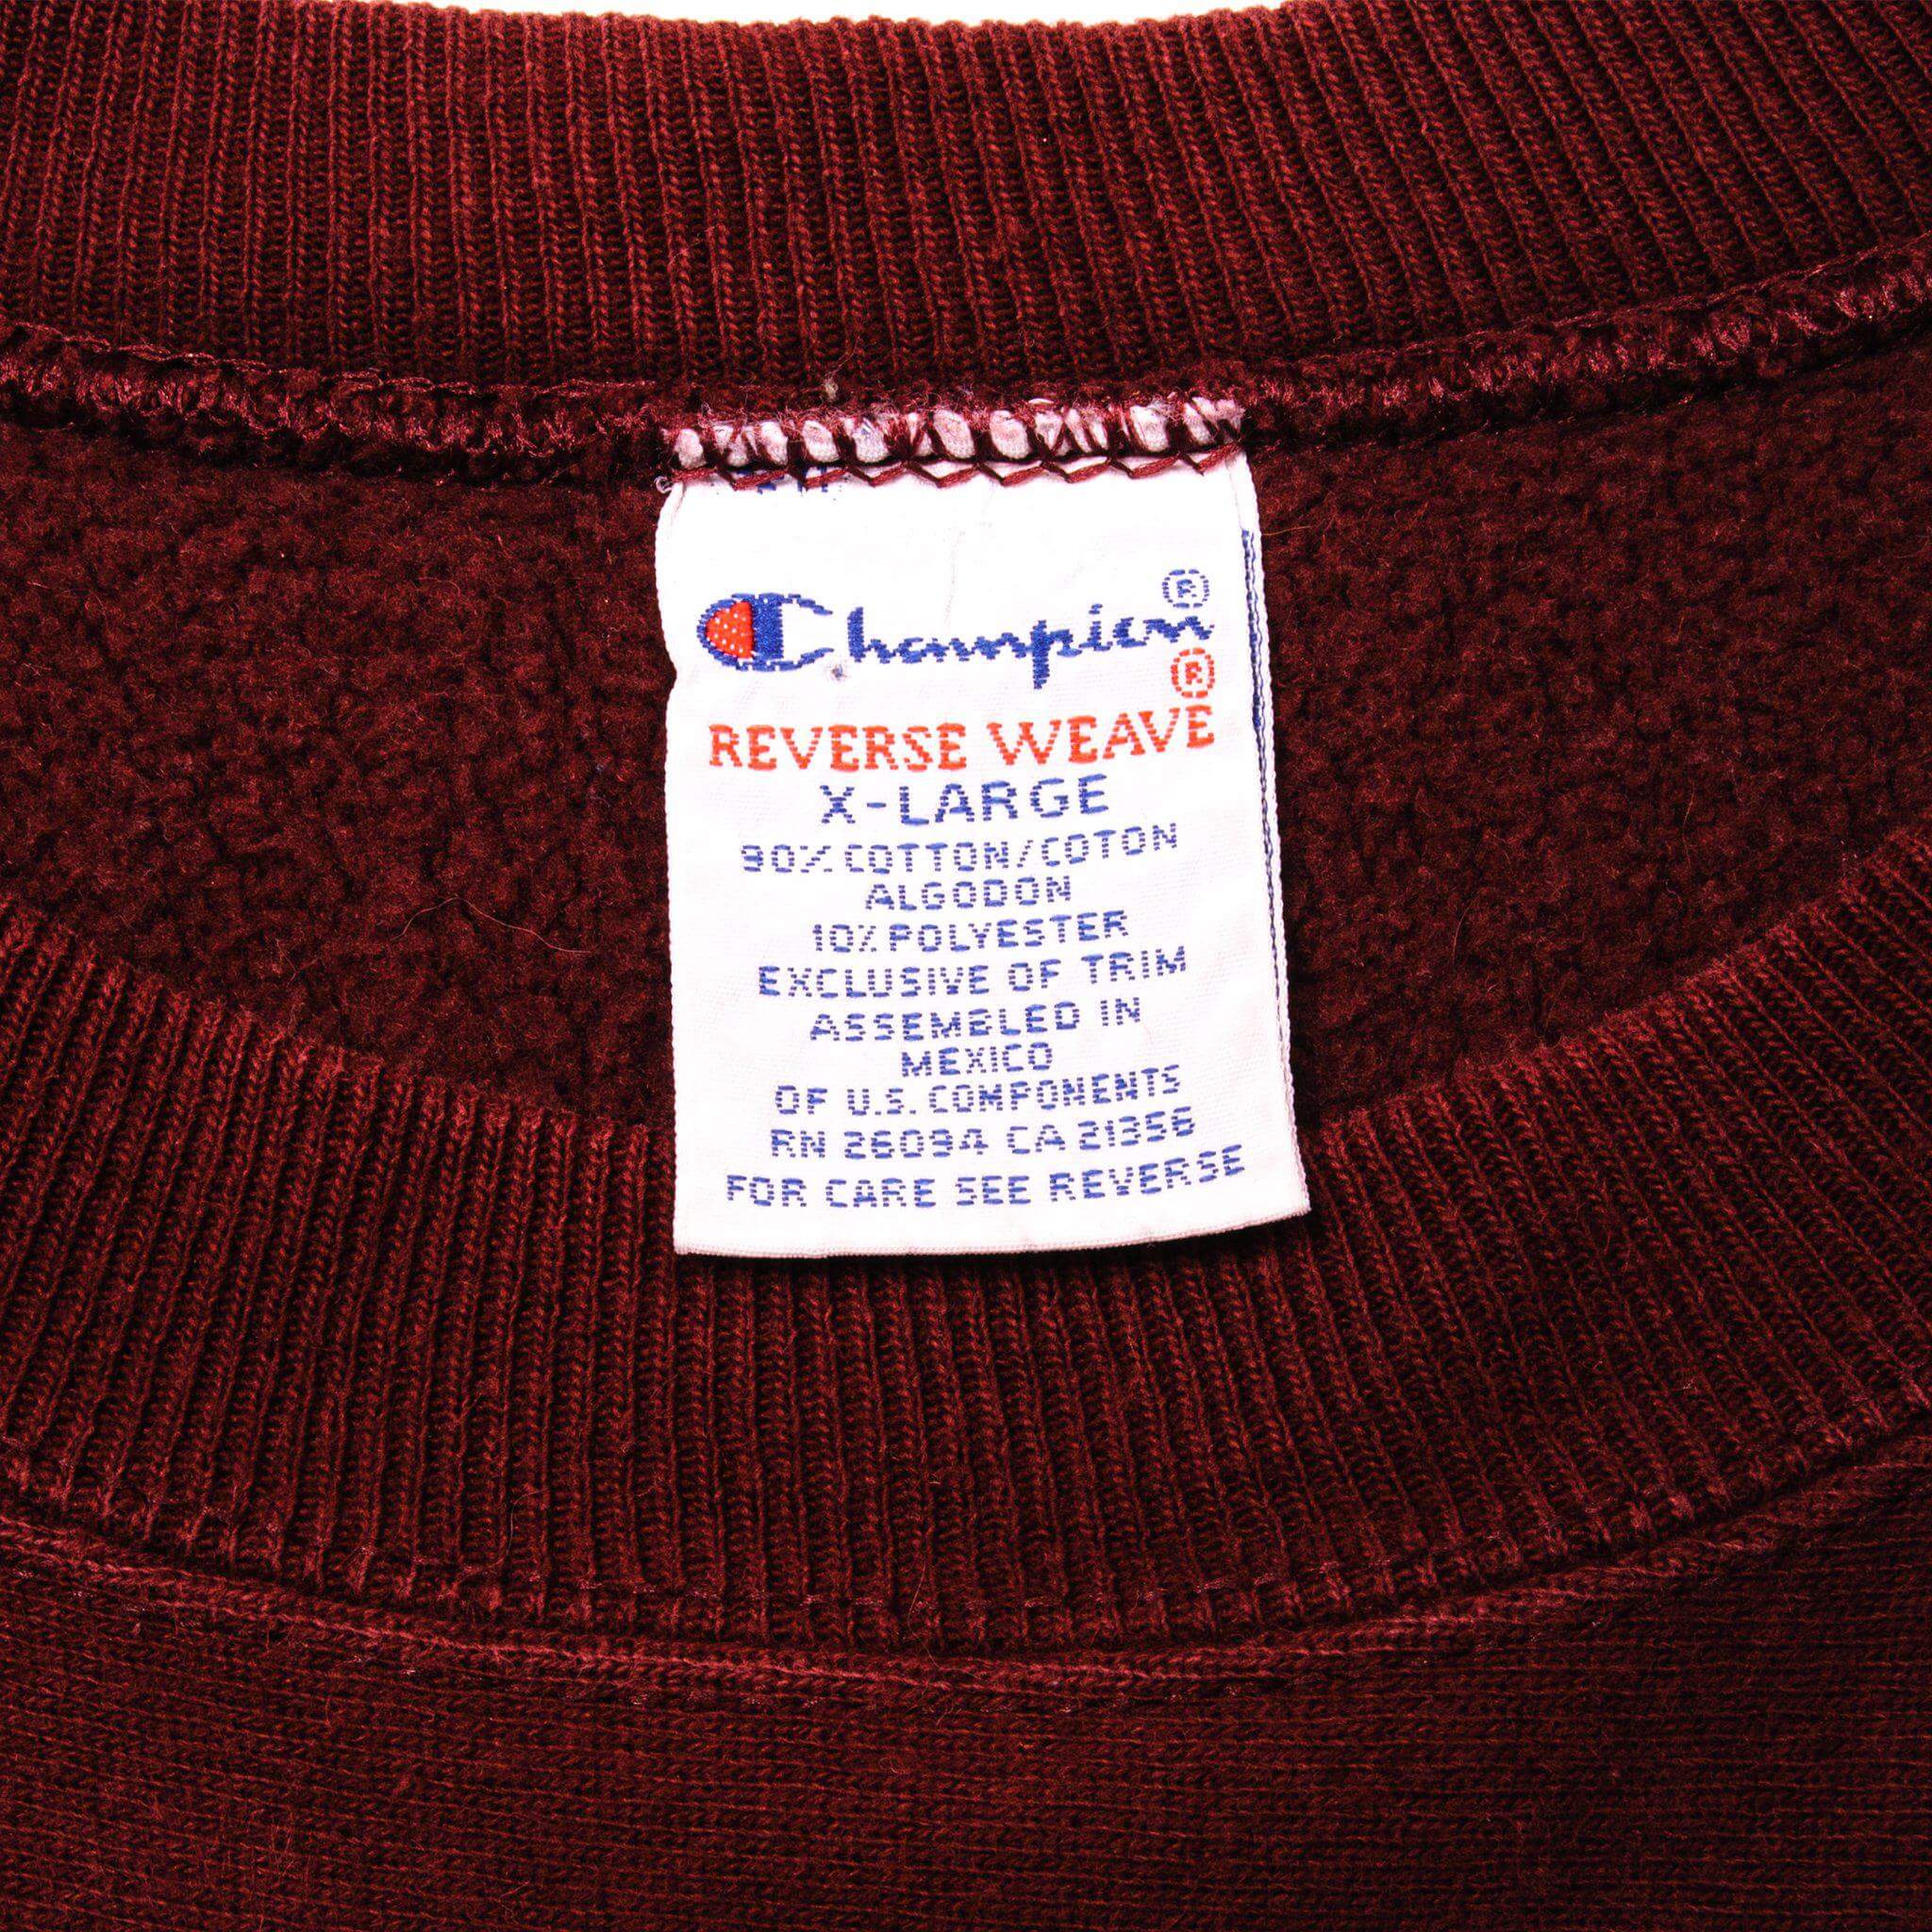 Champion®
®
REVERSE WEAVE
X-LARGE
90% COTTON/COTON
ALGODON
10% POLYESTER
EXCLUSIVE OF TRIM
ASSEMBLED IN
MEXICO
OF U.S. COMPONENTS
RN 26094 CA 21356
FOR CARE SEE REVERSE